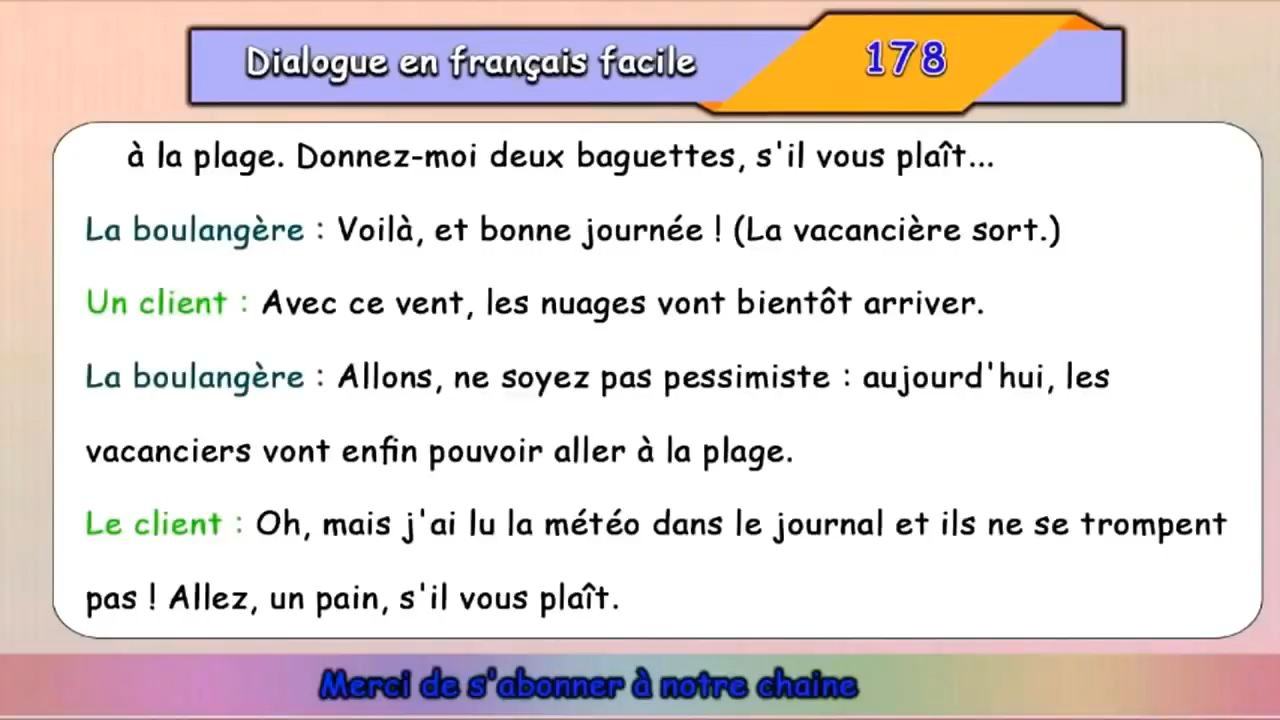 Dialogue en français facile 178
à la plage. Donnez-moi deux baguettes, s'il vous plaît...
La boulangère : Voilà, et bonne journée ! (La vacancière sort.)
Un client : Avec ce vent, les nuages vont bientôt arriver.
La boulangère : Allons, ne soyez pas pessimiste : aujourd'hui, les
vacanciers vont enfin pouvoir aller à la plage.
Le client : Oh, mais j'ai lu la météo dans le journal et ils ne se trompent
pas ! Allez, un pain, s'il vous plaît.
Merci de s'abonner à notre chaine